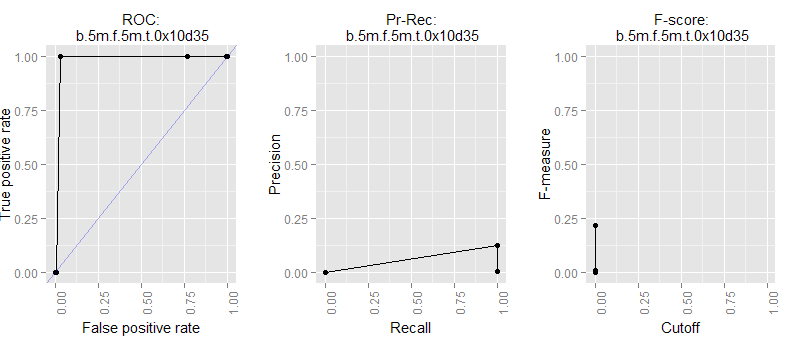 ROC:
b.5m.f.5m.t.0x10d35
True positive rate
1.00
0.75
0.50
0.25
0.00
0.00
0.25
0.50
0.75
1.00
False positive rate
Pr-Rec:
b.5m.f.5m.t.0x10d35
Precision
1.00
0.75
0.50
0.25
0.00
0.00
0.25
0.50
0.75
1.00
Recall
F-score:
b.5m.f.5m.t.0x10d35
F-measure
1.00
0.75
0.50
0.25
0.00
0.00
0.25
0.50
0.75
1.00
Cutoff